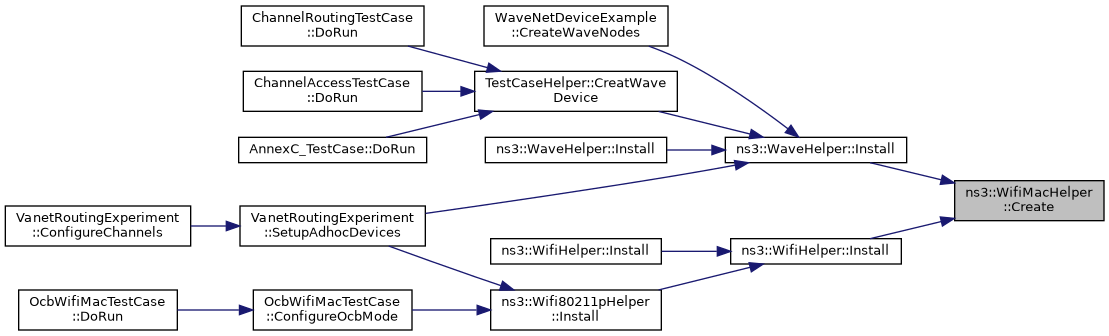 ChannelRoutingTestCase
::DoRun
WaveNetDeviceExample
::CreateWaveNodes
ChannelAccessTestCase
::DoRun
TestCaseHelper::CreatWave
Device
AnnexC_TestCase::DoRun
ns3::WaveHelper::Install
ns3::WaveHelper::Install
ns3::WifiMacHelper
::Create
VanetRoutingExperiment
::ConfigureChannels
VanetRoutingExperiment
::SetupAdhocDevices
ns3::WifiHelper::Install
ns3::WifiHelper::Install
OcbWifiMacTestCase
::DoRun
OcbWifiMacTestCase
::ConfigureOcbMode
ns3::Wifi80211pHelper
::Install